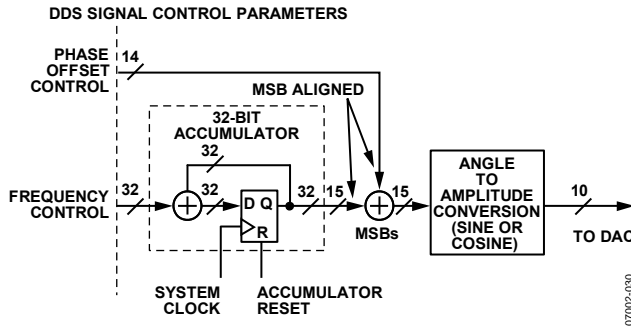 DDS SIGNAL CONTROL PARAMETERS
PHASE
OFFSET
CONTROL
14
MSB ALIGNED
32-BIT
ACCUMULATOR
32
FREQUENCY
CONTROL
32
32
D Q
R
32
15
15
MSBs
ANGLE
TO
AMPLITUDE
CONVERSION
(SINE OR
COSINE)
10
TO DAC
SYSTEM
CLOCK
ACCUMULATOR
RESET
07002-030